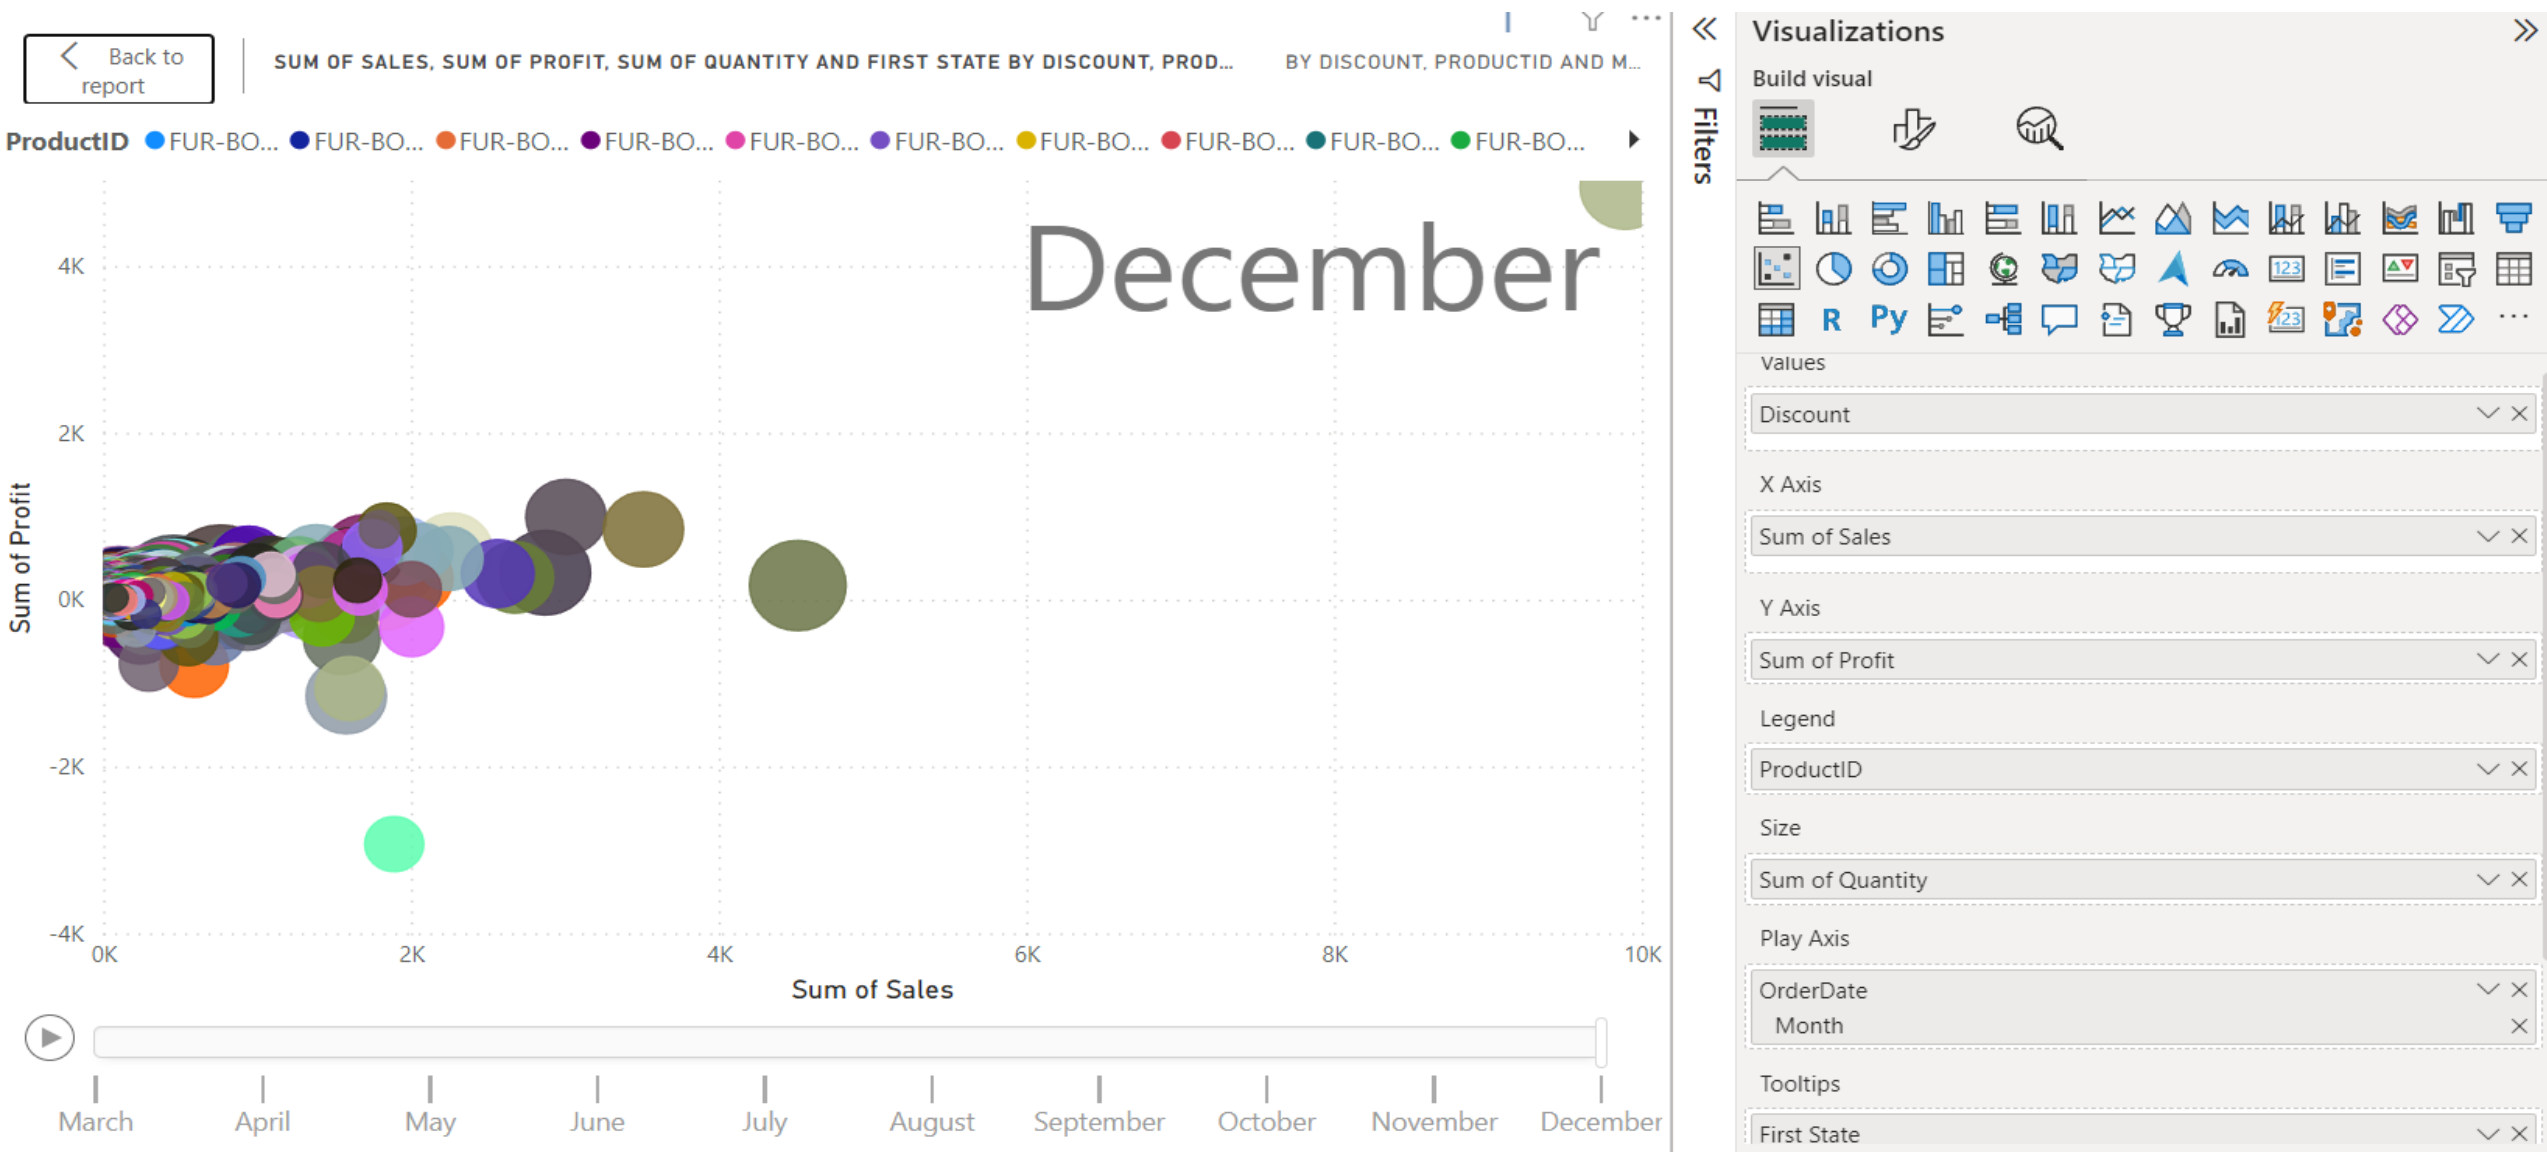 Back to
report
SUM OF SALES, SUM OF PROFIT, SUM OF QUANTITY AND FIRST STATE BY DISCOUNT, PROD...
BY DISCOUNT, PRODUCTID AND M...
ProductID FUR-BO... FUR-BO... FUR-BO... FUR-BO... FUR-BO... FUR-BO... FUR-BO... FUR-BO... FUR-BO... FUR-BO...
December
Sum of Profit
4K
2K
0K
-2K
-4K
0K 2K 4K 6K 8K 10K
Sum of Sales
March April May June July August September October November December
Filters
Visualizations
Build visual
123
R Py 123
Values
Discount
X Axis
Sum of Sales
Y Axis
Sum of Profit
Legend
ProductID
Size
Sum of Quantity
Play Axis
OrderDate
Month
Tooltips
First State